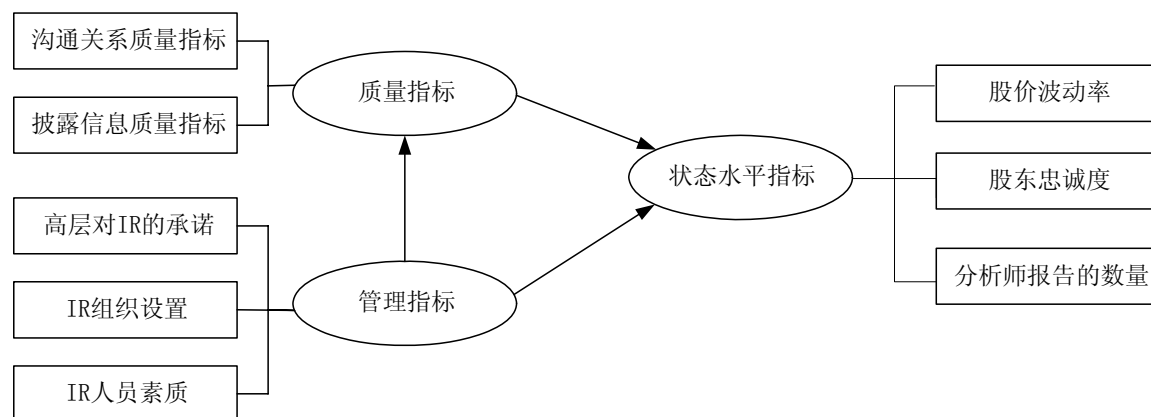 沟通关系质量指标
披露信息质量指标
质量指标
高层对IR的承诺
IR组织设置
IR人员素质
管理指标
状态水平指标
股价波动率
股东忠诚度
分析师报告的数量